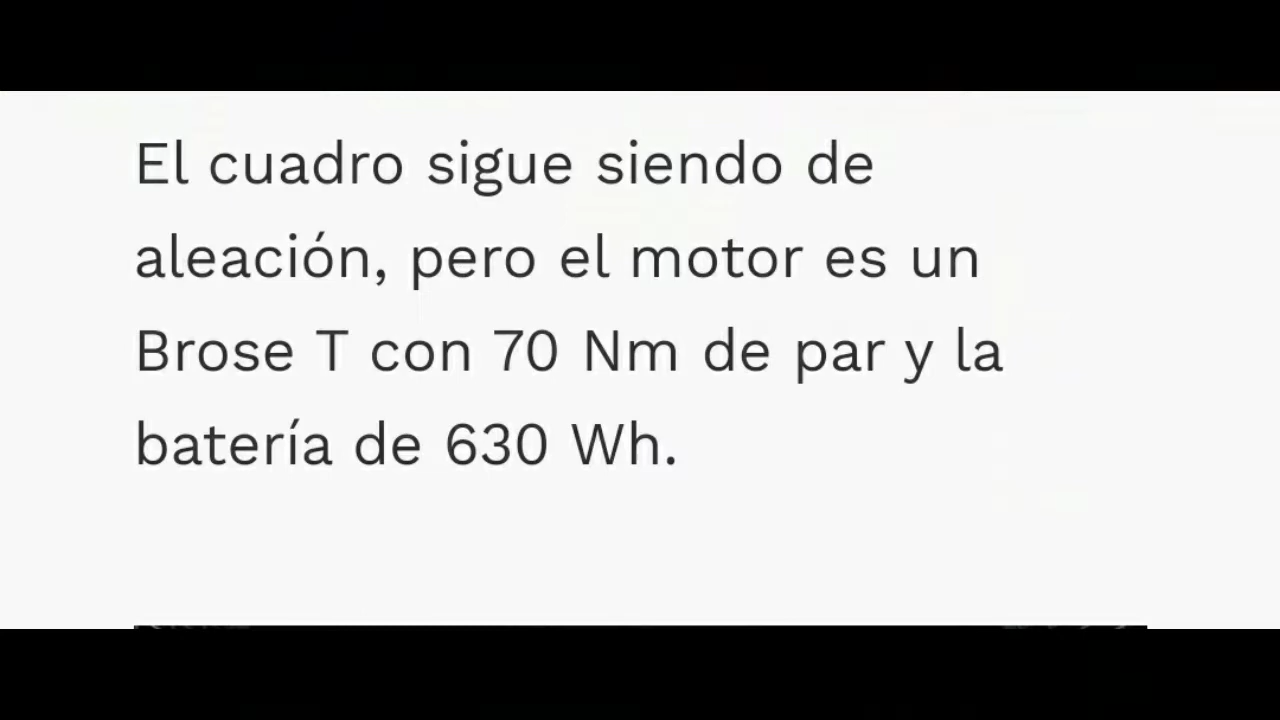 El cuadro sigue siendo de
aleación, pero el motor es un
Brose T con 70 Nm de par y la
batería de 630 Wh.